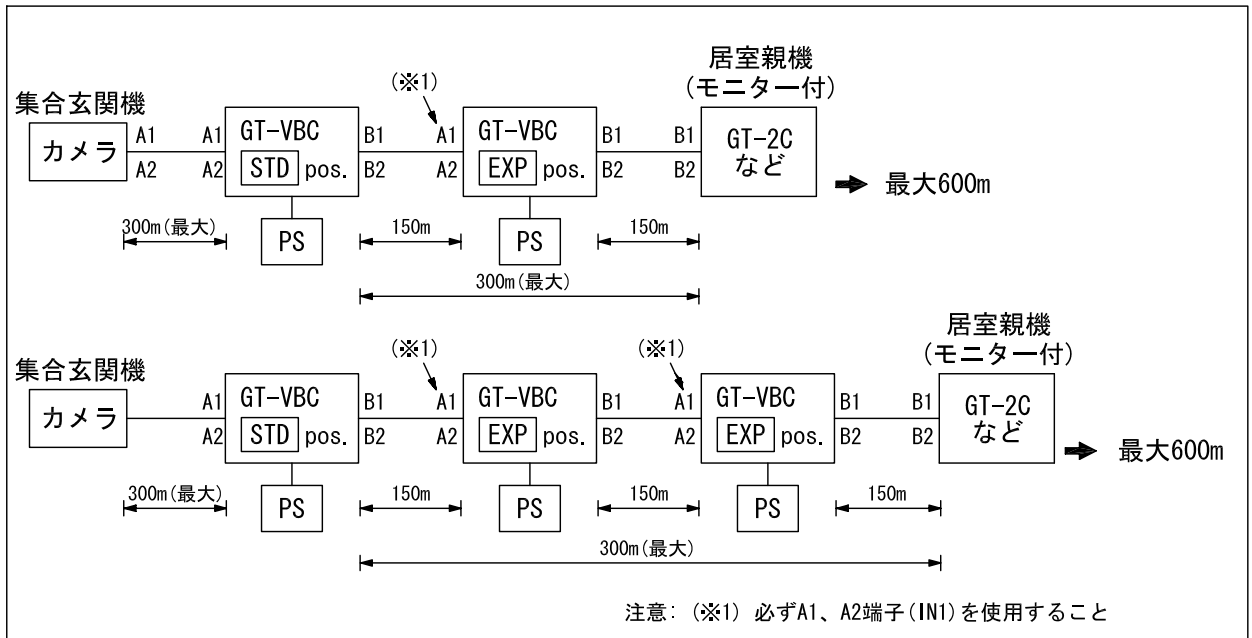 居室親機
(モニター付)
(※1)
集合玄関機
カメラ
A1
A2
A1
A2
GT-VBC
STD pos.
B1
B2
A1
A2
GT-VBC
EXP pos.
B1
B2
B1
B2
GT-2C
など
最大600m
300m(最大)
PS
150m
PS
150m
300m(最大)
居室親機
(モニター付)
(※1)
(※1)
集合玄関機
カメラ
A1
A2
GT-VBC
STD pos.
B1
B2
A1
A2
GT-VBC
EXP pos.
B1
B2
A1
A2
GT-VBC
EXP pos.
B1
B2
B1
B2
GT-2C
など
最大600m
300m(最大)
PS
150m
PS
150m
PS
150m
300m(最大)
注意: (※1) 必ずA1、A2端子(IN1)を使用すること